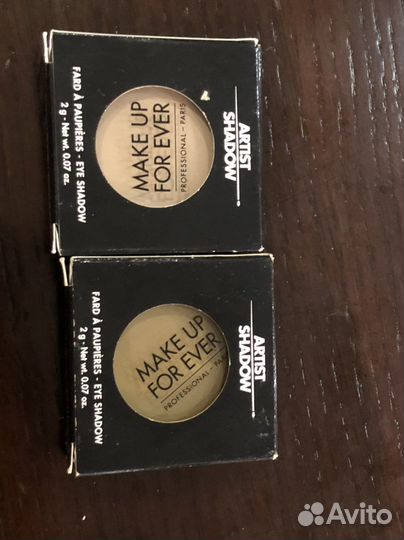 ARTIST
SHADOW
MAKE UP
FOR EVER
PROFESSIONAL – PARIS
FARD À PAUPIÈRES - EYE SHADOW
2 g - Net wt. 0.07 oz.
ARTIST
SHADOW
MAKE UP
FOR EVER
PROFESSIONAL – PARIS
FARD À PAUPIÈRES - EYE SHADOW
2 g - Net wt. 0.07 oz.
Avito